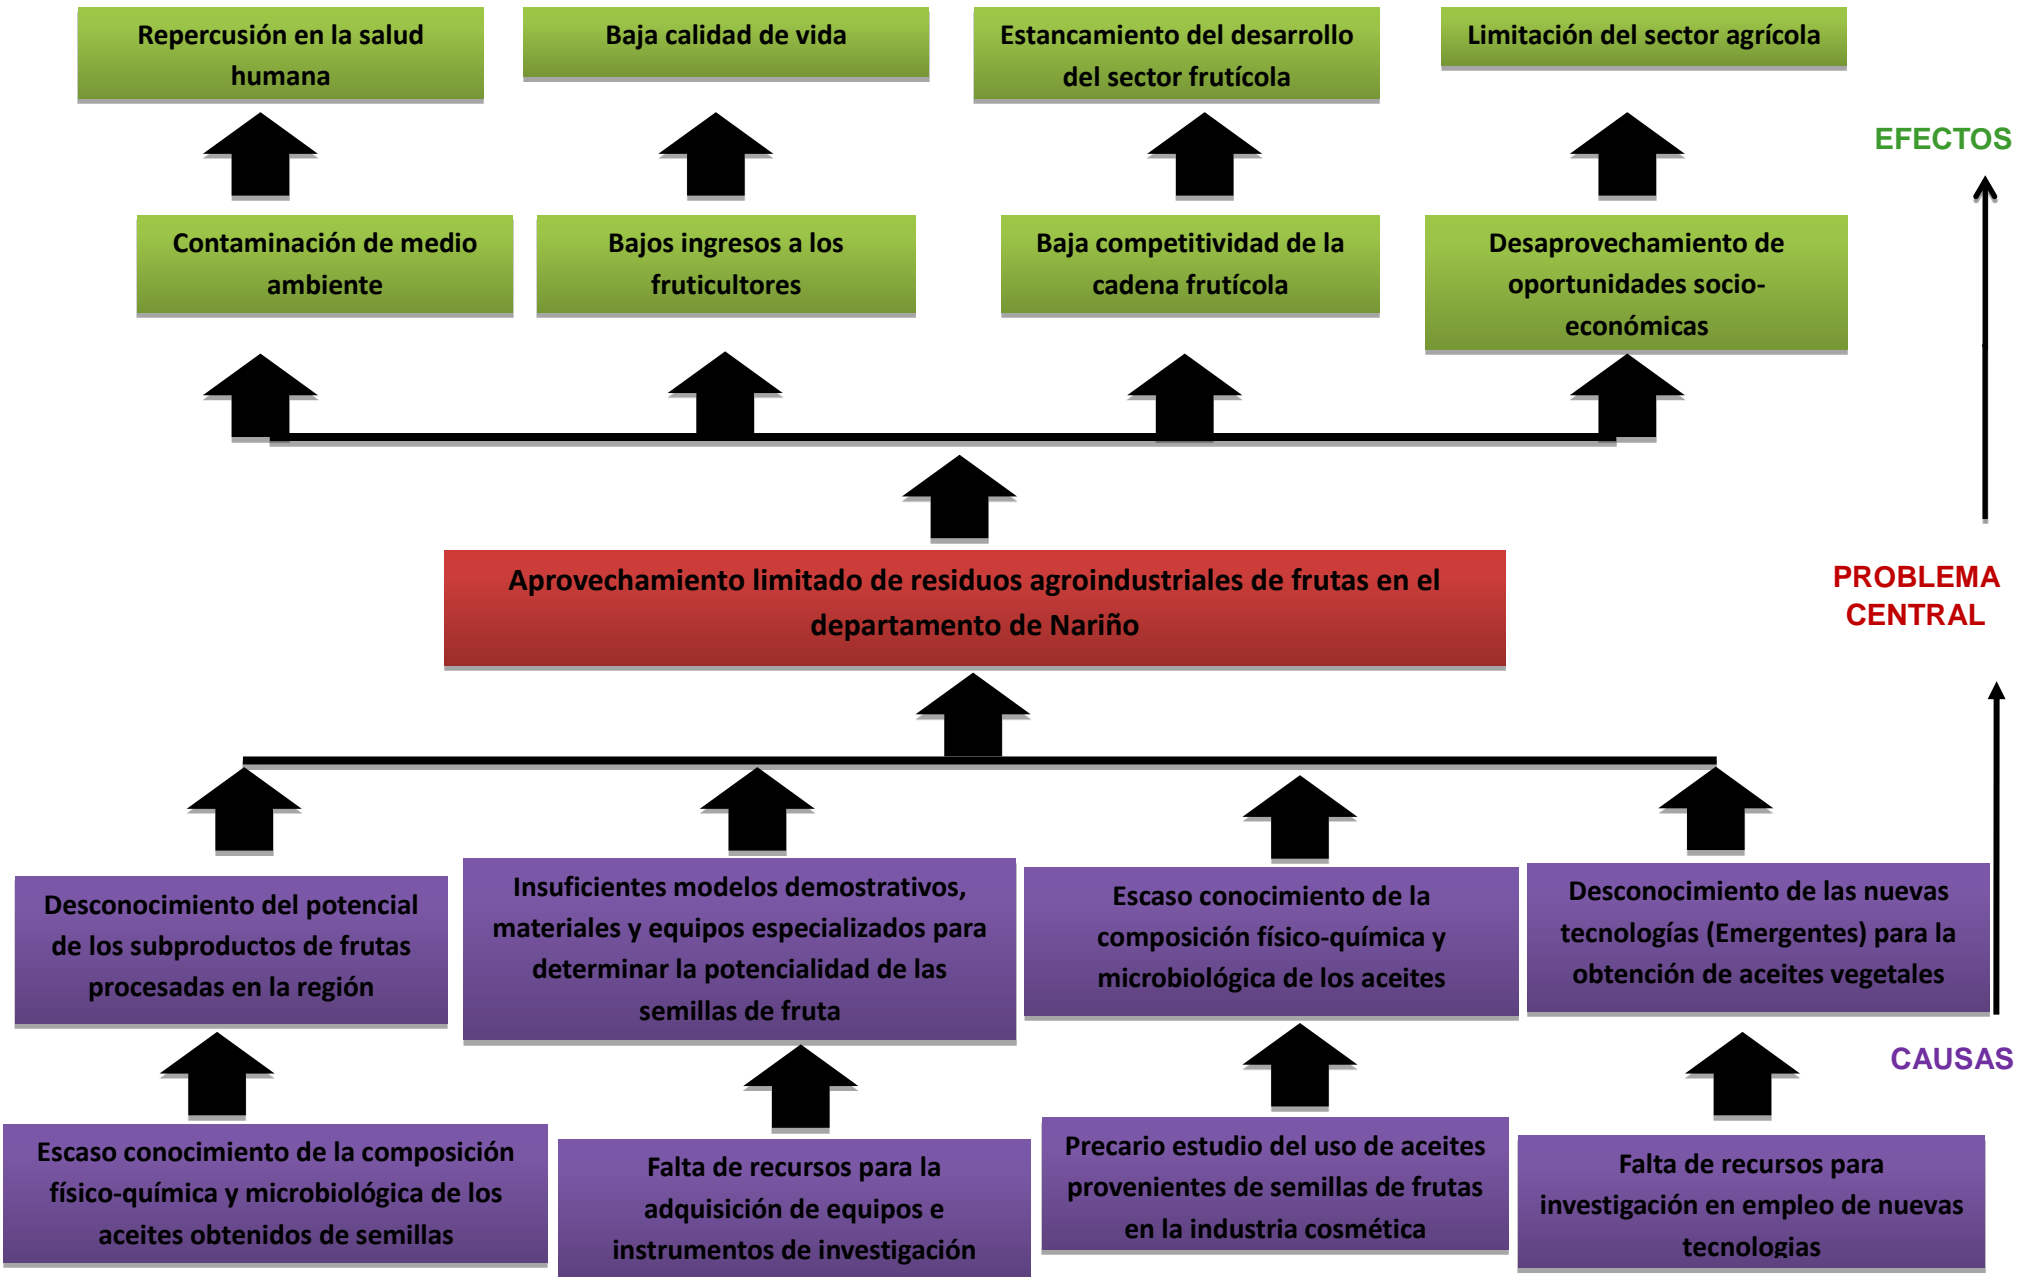 Repercusión en la salud
humana
Baja calidad de vida
Estancamiento del desarrollo
del sector frutícola
Limitación del sector agrícola
EFECTOS
Contaminación de medio
ambiente
Bajos ingresos a los
fruticultores
Baja competitividad de la
cadena frutícola
Desaprovechamiento de
oportunidades socio-
económicas
Aprovechamiento limitado de residuos agroindustriales de frutas en el
departamento de Nariño
PROBLEMA
CENTRAL
Desconocimiento del potencial
de los subproductos de frutas
procesadas en la región
Insuficientes modelos demostrativos,
materiales y equipos especializados para
determinar la potencialidad de las
semillas de fruta
Escaso conocimiento de la
composición físico-química y
microbiológica de los aceites
Desconocimiento de las nuevas
tecnologías (Emergentes) para la
obtención de aceites vegetales
CAUSAS
Escaso conocimiento de la composición
físico-química y microbiológica de los
aceites obtenidos de semillas
Falta de recursos para la
adquisición de equipos e
instrumentos de investigación
Precario estudio del uso de aceites
provenientes de semillas de frutas
en la industria cosmética
Falta de recursos para
investigación en empleo de nuevas
tecnologias